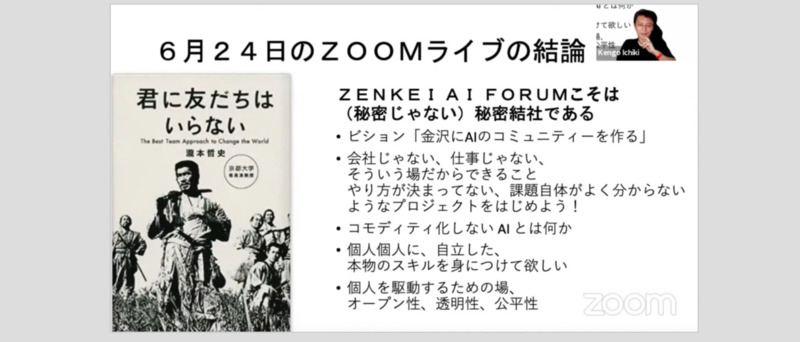 ６月２４日のＺＯＯＭライブの結論
けて欲しい
Kengo Ichiki
君に友だちは
いらない
The Best Team Approach to Change the World
瀧本哲史
京都大学
客員准教授
ＺＥＮＫＥＩ ＡＩ ＦＯＲＵＭこそは
（秘密じゃない）秘密結社である
• ビジョン「金沢にAIのコミュニティーを作る」
• 会社じゃない、仕事じゃない、
そういう場だからできること
やり方が決まってない、課題自体がよく分からない
ようなプロジェクトをはじめよう！
• コモディティ化しない AI とは何か
• 個人個人に、自立した、
本物のスキルを身につけて欲しい
• 個人を駆動するための場、
オープン性、透明性、公平性
zoom